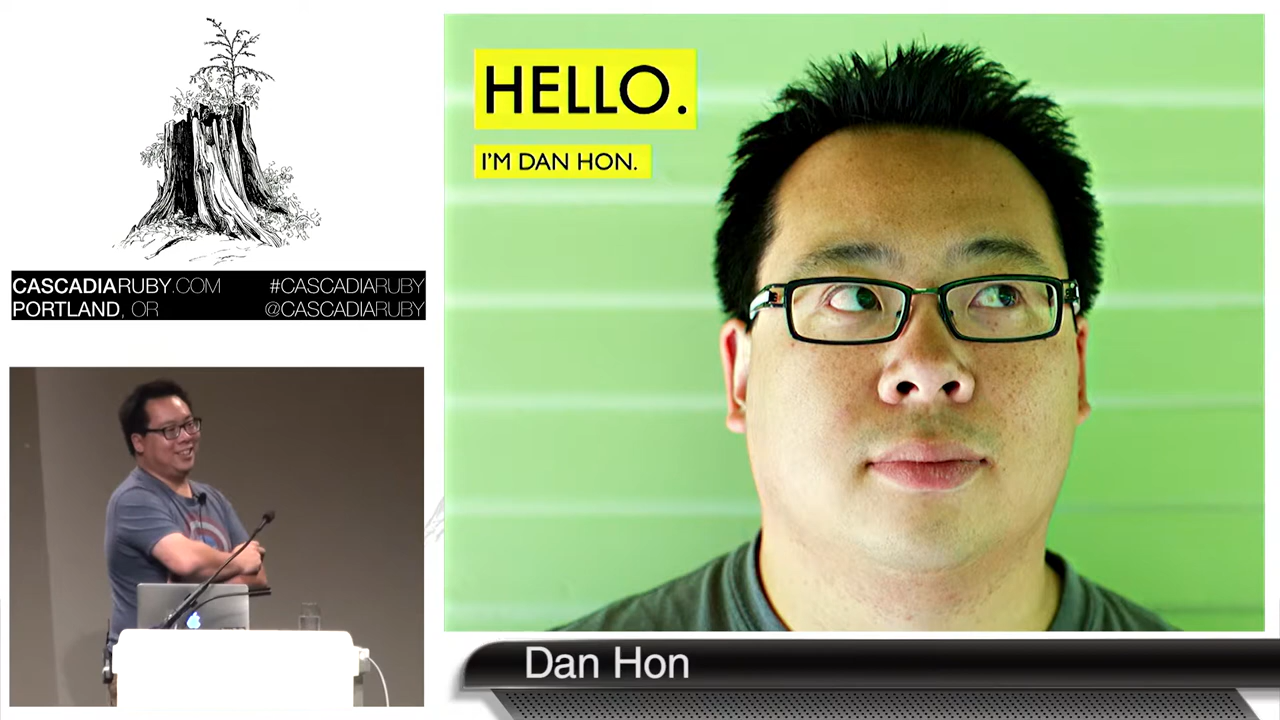 HELLO.
I'M DAN HON.
CASCADIARUBY.COM #CASCADIARUBY
PORTLAND, OR @CASCADIARUBY
Dan Hon